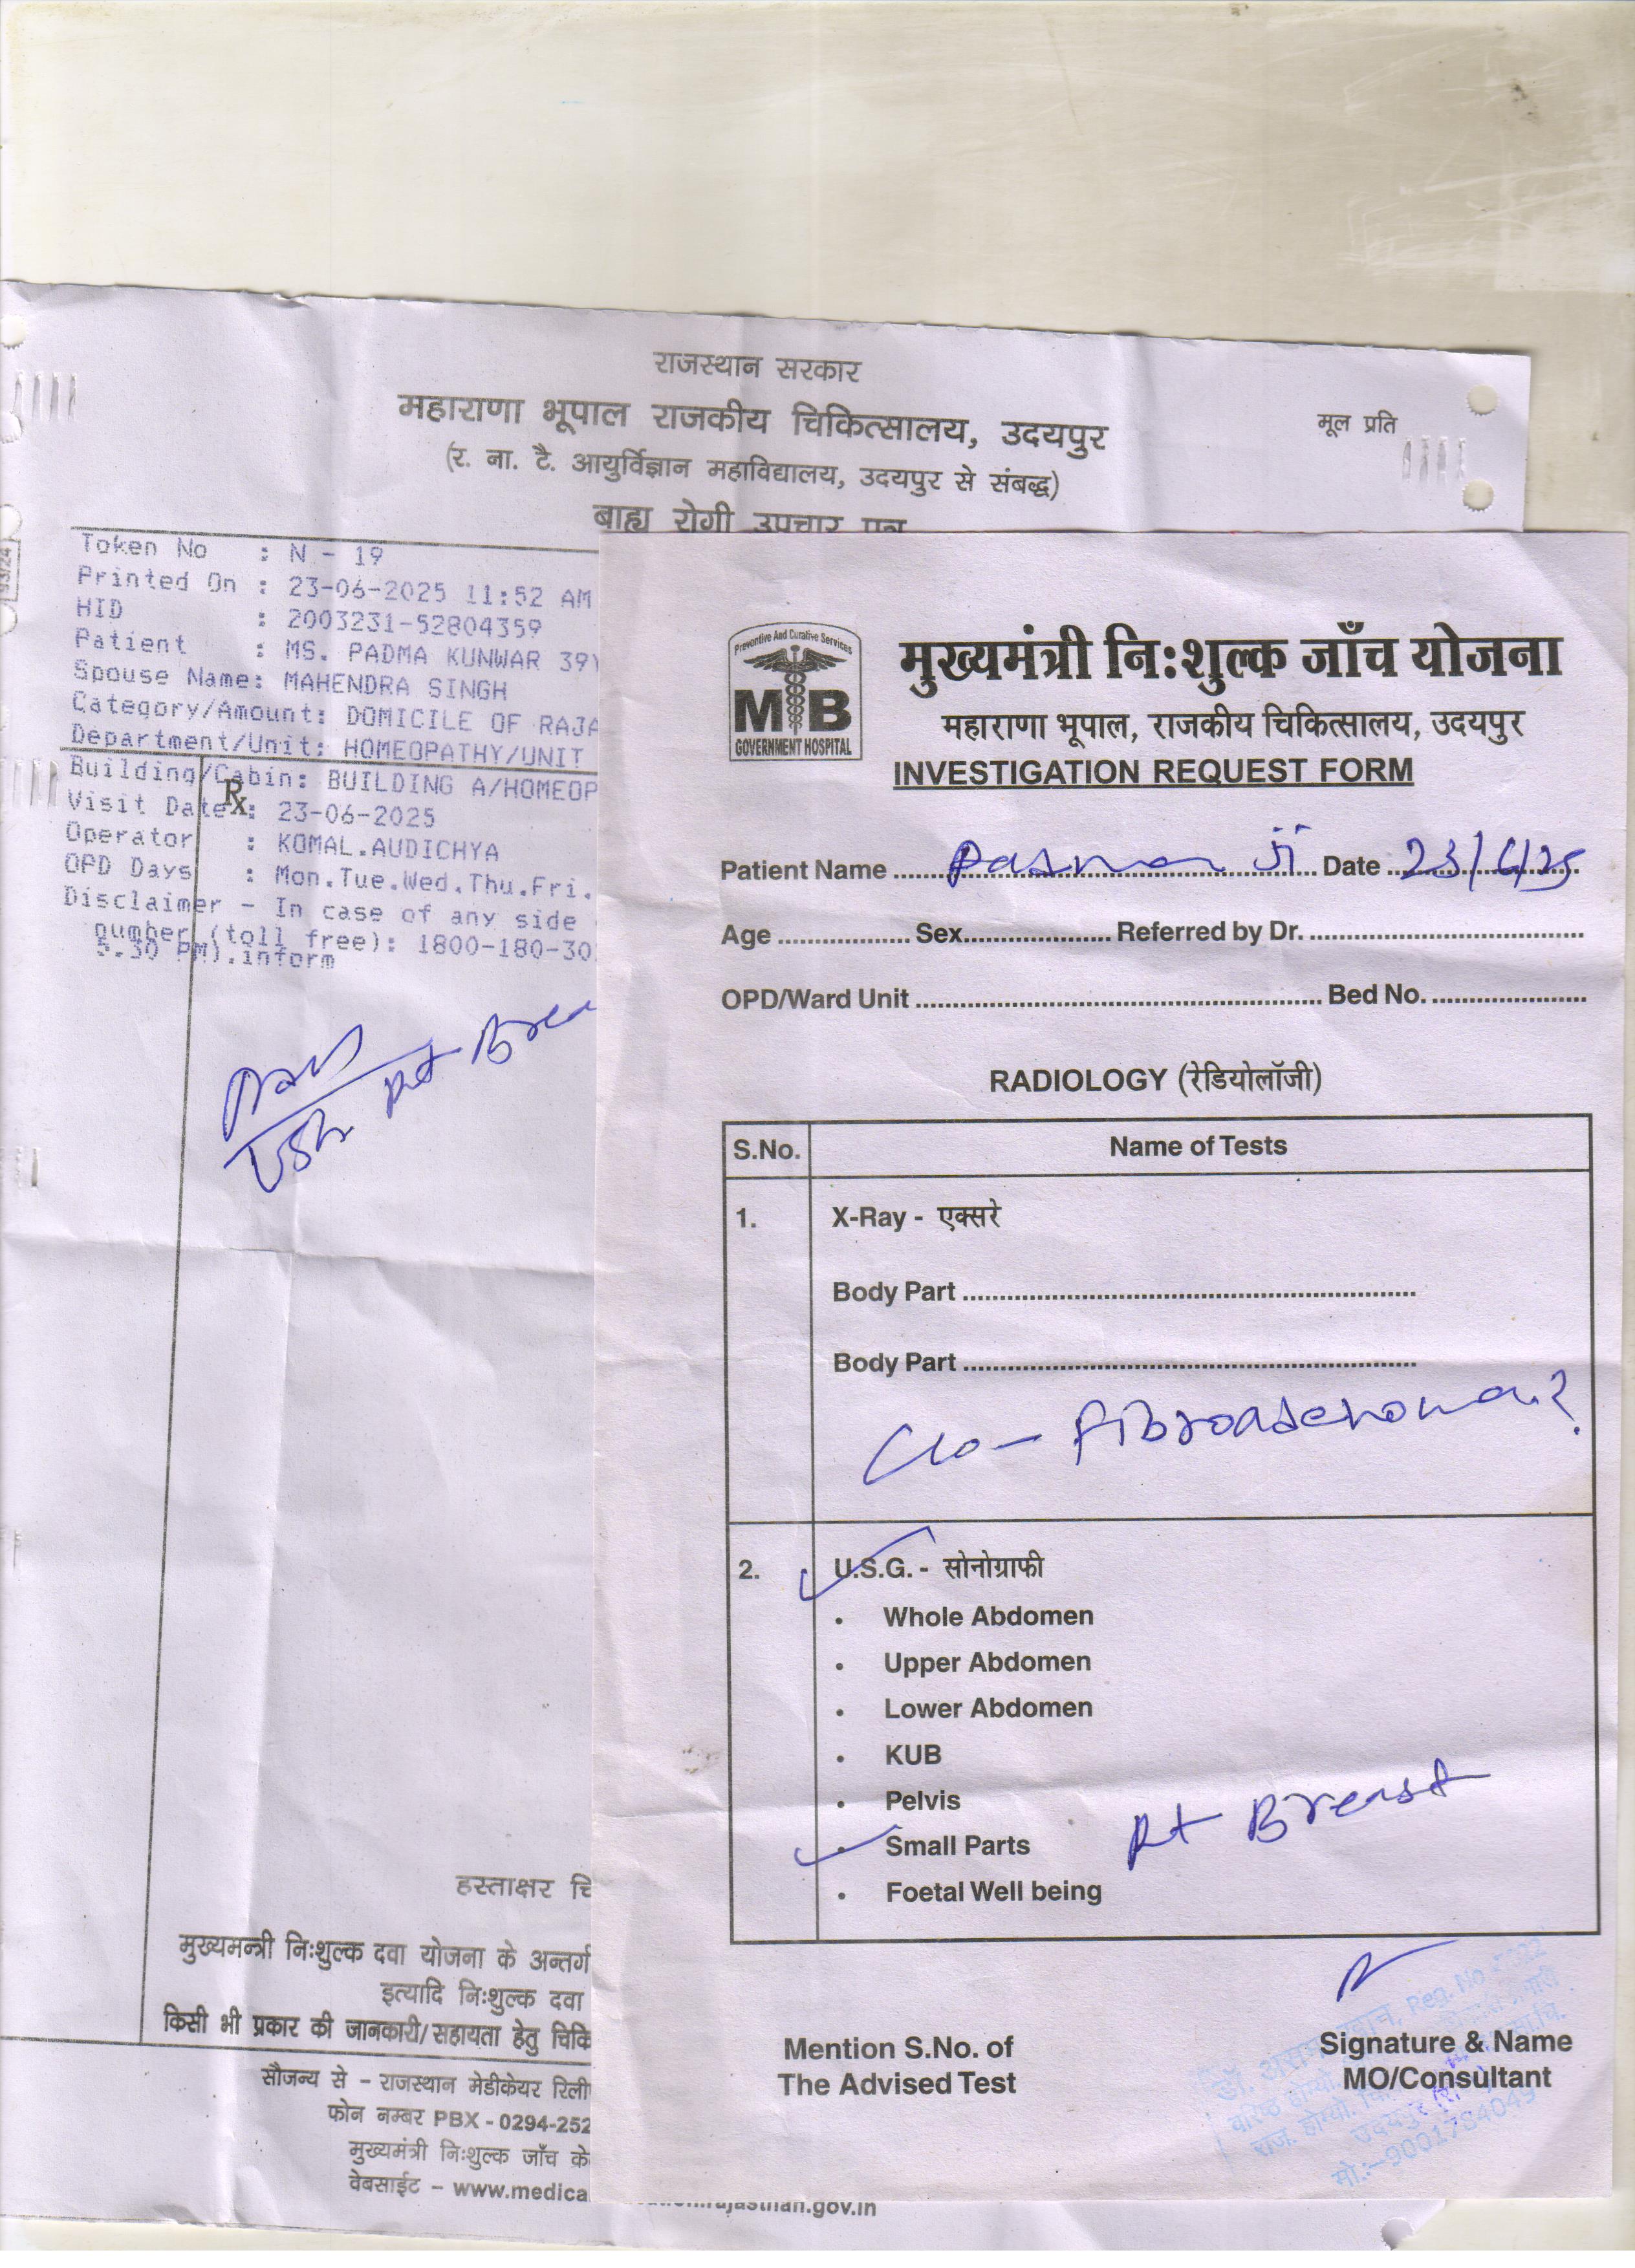 राजस्थान सरकार
महाराणा भूपाल राजकीय चिकित्सालय, उदयपुर
मूल प्रति
(र. ना. टै. आयुर्विज्ञान महाविद्यालय, उदयपुर से संबद्ध)
बाह्य रोगी उपचार पत्र
Token No : N - 19
Printed On : 23-06-2025 11:52 AM
HID : 2003231-52804359
Patient : MS. PADMA KUNWAR 39Y
Spouse Name: MAHENDRA SINGH
Category/Amount: DOMICILE OF RAJA
Department/Unit: HOMEOPATHY/UNIT
Building/Cabin: BUILDING A/HOMEOP
Rx
Visit Date : 23-06-2025
Operator : KOMAL.AUDICHYA
OPD Days : Mon.Tue.Wed.Thu.Fri.
Disclaimer - In case of any side
number (toll free): 1800-180-30
5.30 PM).inform
Rt Brea
हस्ताक्षर चि
मुख्यमन्त्री निःशुल्क दवा योजना के अन्तर्ग
इत्यादि निःशुल्क दवा
किसी भी प्रकार की जानकारी/सहायता हेतु चिकि
सौजन्य से - राजस्थान मेडीकेयर रिली
फोन नम्बर PBX - 0294-252
मुख्यमंत्री निःशुल्क जाँच के
वेबसाईट - www.medica
rajasthan.gov.in
Preventive And Curative Services
MB
GOVERNMENT HOSPITAL
मुख्यमंत्री नि:शुल्क जाँच योजना
महाराणा भूपाल, राजकीय चिकित्सालय, उदयपुर
INVESTIGATION REQUEST FORM
Patient Name ji Date 23/6/25
Age Sex Referred by Dr.
OPD/Ward Unit Bed No.
RADIOLOGY (रेडियोलॉजी)
S.No. Name of Tests
1. X-Ray - एक्सरे
Body Part
Body Part
C/o - fibroadenoma?
2. U.S.G. - सोनोग्राफी
• Whole Abdomen
• Upper Abdomen
• Lower Abdomen
• KUB
• Pelvis
• Small Parts Rt Breast
• Foetal Well being
Mention S.No. of
The Advised Test
Signature & Name
MO/Consultant
Reg. No
उदयपुर
मो.:-9001784049